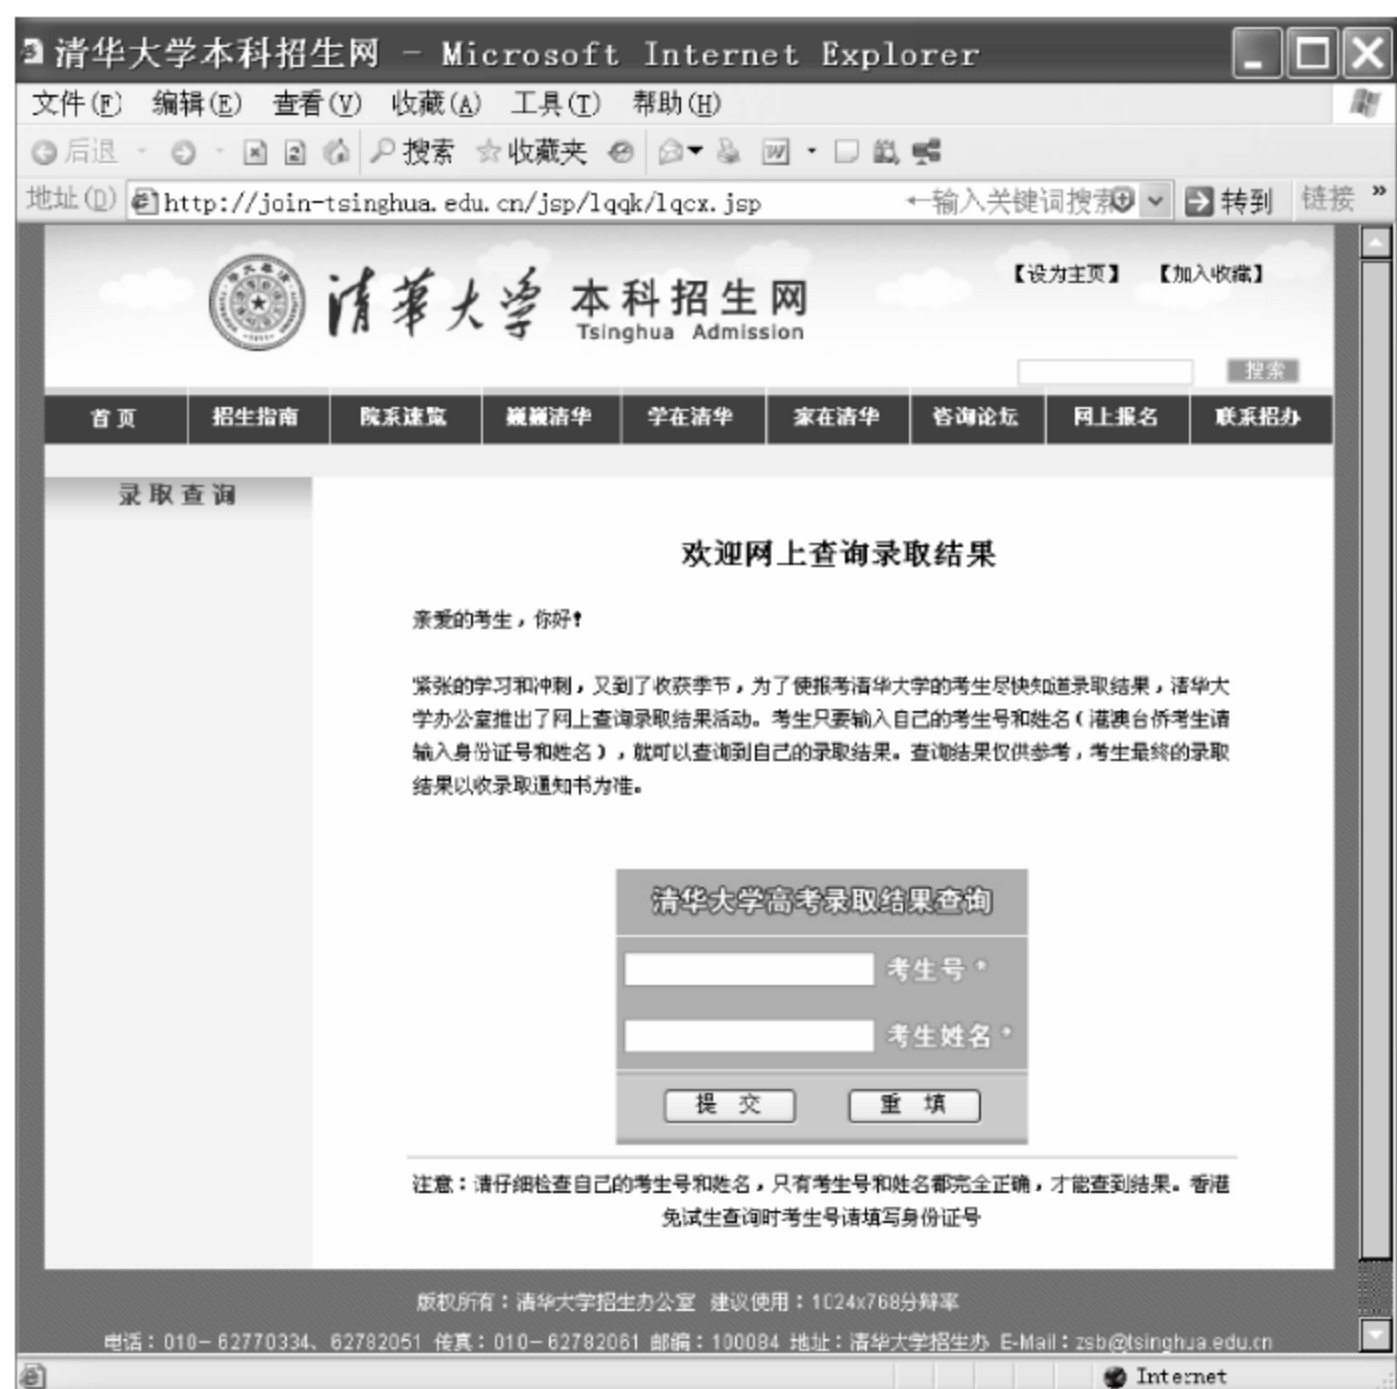 清华大学本科招生网 - Microsoft Internet Explorer
文件(F) 编辑(E) 查看(V) 收藏(A) 工具(T) 帮助(H)
后退 搜索 收藏夹
地址(D) http://join-tsinghua.edu.cn/jsp/lqqk/lqcx.jsp ←输入关键词搜索 转到 链接 »
【设为主页】 【加入收藏】
清華大学 本科招生网
Tsinghua Admission
搜索
首页 招生指南 院系速览 巍巍清华 学在清华 家在清华 咨询论坛 网上报名 联系招办
录取查询
欢迎网上查询录取结果
亲爱的考生，你好！
紧张的学习和冲刺，又到了收获季节，为了使报考清华大学的考生尽快知道录取结果，清华大
学办公室推出了网上查询录取结果活动。考生只要输入自己的考生号和姓名（港澳台侨考生请
输入身份证号和姓名），就可以查询到自己的录取结果。查询结果仅供参考，考生最终的录取
结果以收录取通知书为准。
清华大学高考录取结果查询
考生号 *
考生姓名 *
提 交 重 填
注意：请仔细检查自己的考生号和姓名，只有考生号和姓名都完全正确，才能查到结果。香港
免试生查询时考生号请填写身份证号
版权所有：清华大学招生办公室 建议使用：1024x768分辩率
电话：010-62770334、62782051 传真：010-62782061 邮编：100084 地址：清华大学招生办 E-Mail：zsb@tsinghua.edu.cn
Internet